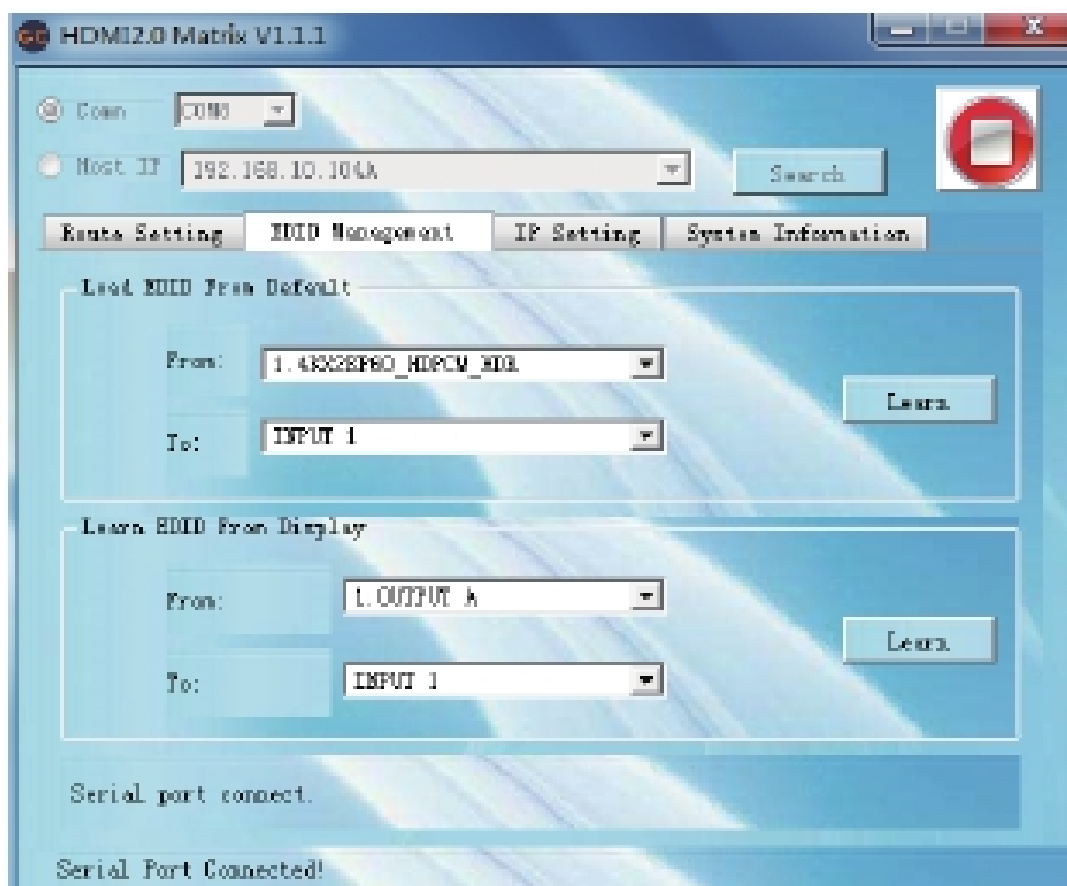 HDMI2.0 Matrix V1.1.1
Comn
Host IP 192.168.10.104A Search
Route Setting EDID Management IP Setting System Information
Load EDID From Default
From:
Learn
To: INPUT 1
Learn EDID From Display
From: 1.OUTPUT A
Learn
To: INPUT 1
Serial port connect.
Serial Port Connected!